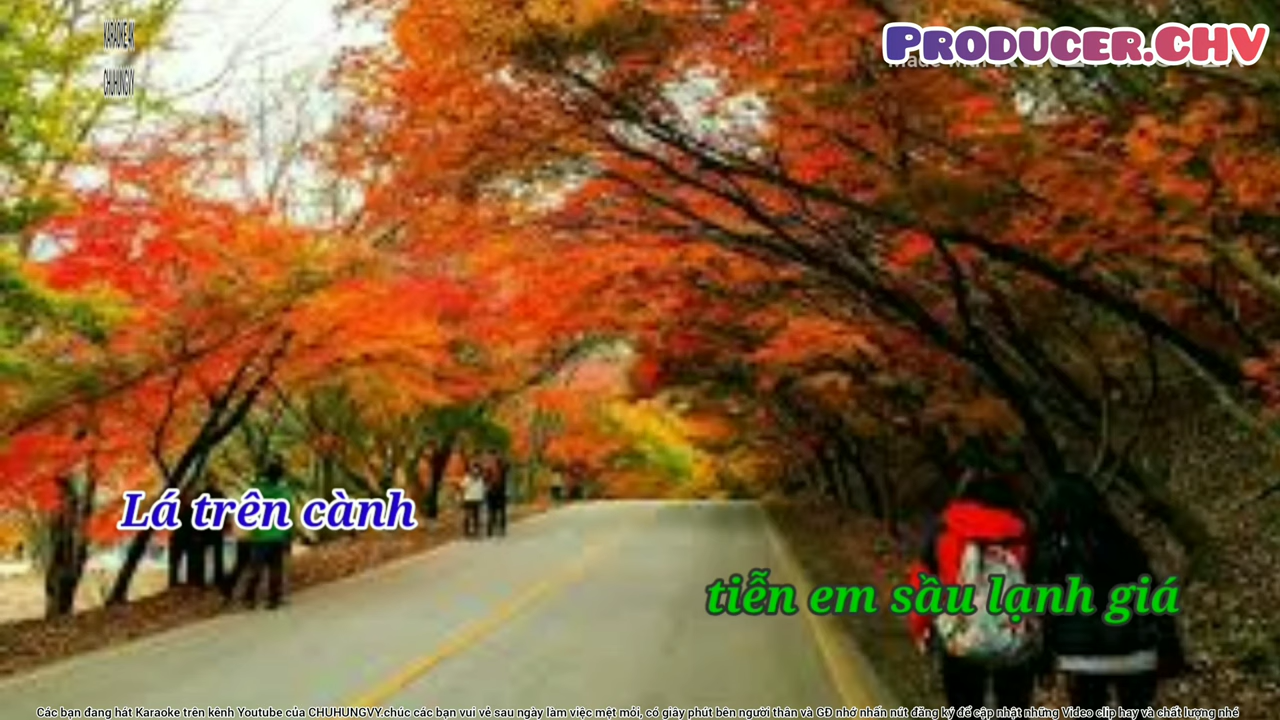 KARAOKE 4K
CHUHUNGVY
PRODUCER.CHV
Lá trên cành
tiễn em sầu lạnh giá
Các bạn đang hát Karaoke trên kênh Youtube của CHUHUNGVY chúc các bạn vui vẻ sau ngày làm việc mệt mỏi, có giây phút bên người thân và GĐ nhớ nhấn nút đăng ký để cập nhật những Video clip hay và chất lượng nhé